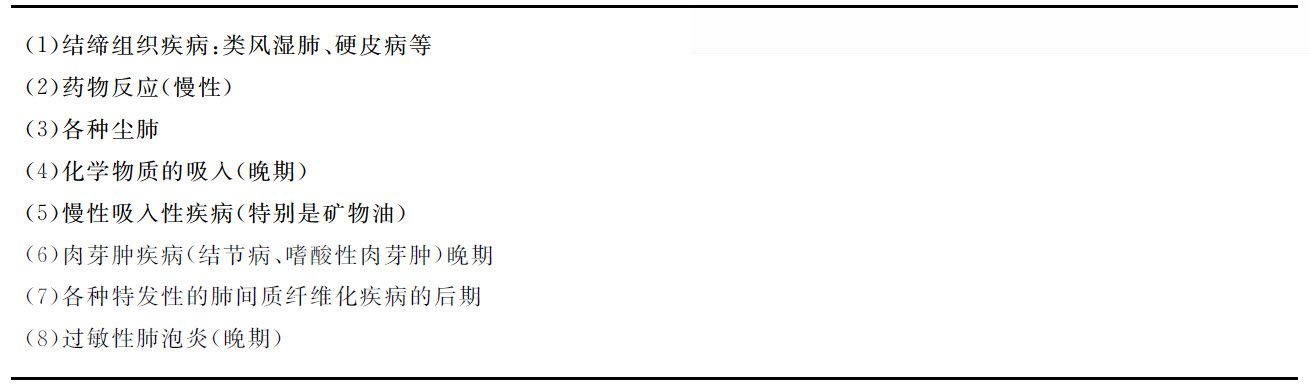 (1)结缔组织疾病:类风湿肺、硬皮病等
(2)药物反应(慢性)
(3)各种尘肺
(4)化学物质的吸入(晚期)
(5)慢性吸入性疾病(特别是矿物油)
(6)肉芽肿疾病(结节病、嗜酸性肉芽肿)晚期
(7)各种特发性的肺间质纤维化疾病的后期
(8)过敏性肺泡炎(晚期)